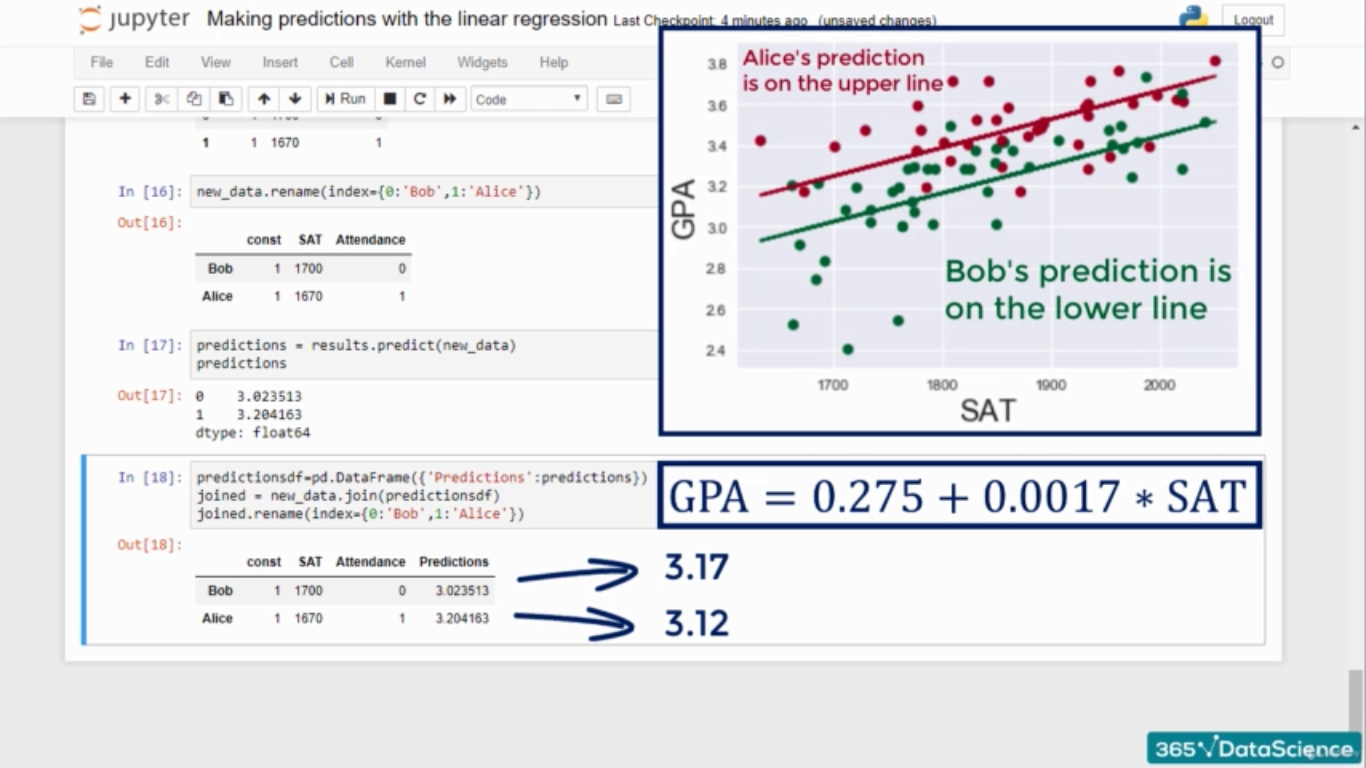 jupyter Making predictions with the linear regression Last Checkpoint: 4 minutes ago (unsaved changes)
Logout
File Edit View Insert Cell Kernel Widgets Help
Run
Code
1 1 1670 1
In [16]: new_data.rename(index={0:'Bob',1:'Alice'})
Out[16]:
const SAT Attendance
Bob 1 1700 0
Alice 1 1670 1
In [17]: predictions = results.predict(new_data)
predictions
Out[17]: 0 3.023513
1 3.204163
dtype: float64
In [18]: predictionsdf=pd.DataFrame({'Predictions':predictions})
joined = new_data.join(predictionsdf)
joined.rename(index={0:'Bob',1:'Alice'})
Out[18]:
const SAT Attendance Predictions
Bob 1 1700 0 3.023513
Alice 1 1670 1 3.204163
Alice's prediction
is on the upper line
Bob's prediction is
on the lower line
GPA
3.8
3.6
3.4
3.2
3.0
2.8
2.6
2.4
1700 1800 1900 2000
SAT
GPA = 0.275 + 0.0017 * SAT
3.17
3.12
365 DataScience